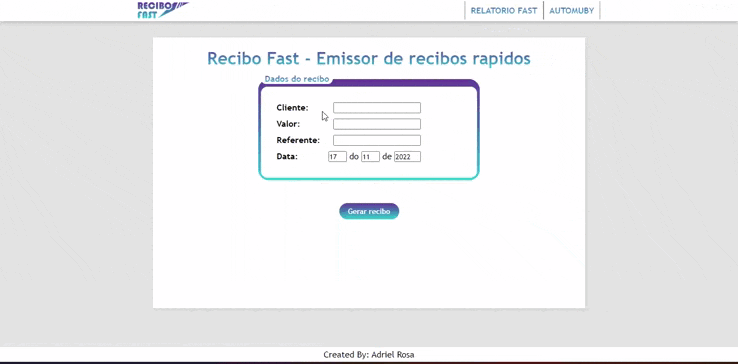 RECIBO
FAST
RELATORIO FAST
AUTOMUBY
Recibo Fast - Emissor de recibos rapidos
Dados do recibo
Cliente:
Valor:
Referente:
Data: 17 do 11 de 2022
Gerar recibo
Created By: Adriel Rosa